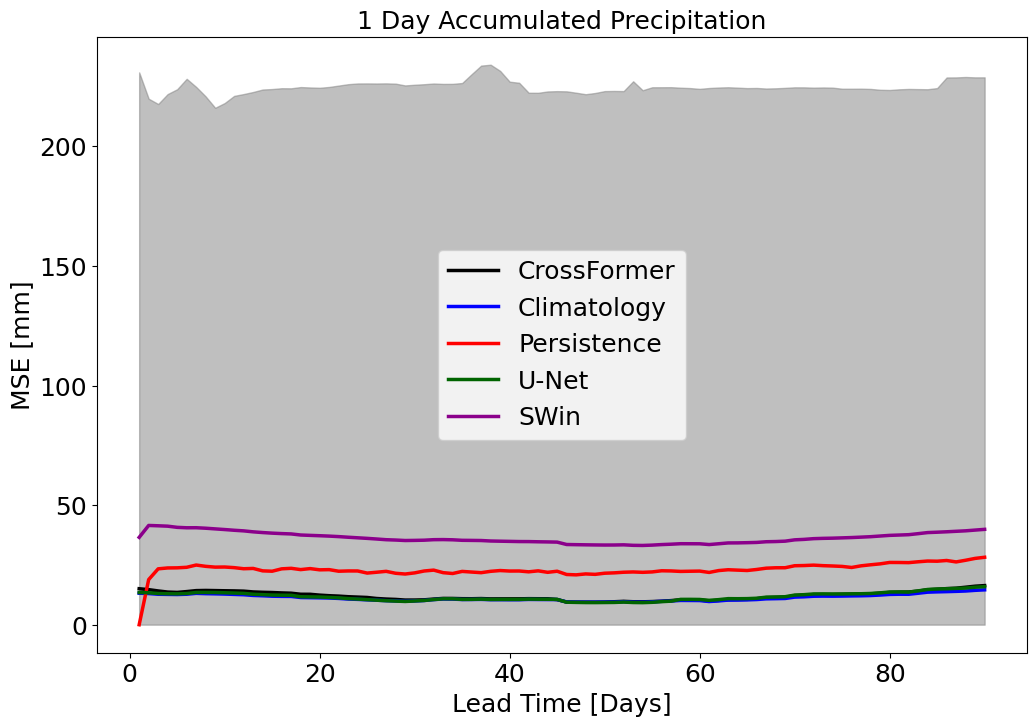 1 Day Accumulated Precipitation
MSE [mm]
200
150
100
50
0
CrossFormer
Climatology
Persistence
U-Net
SWin
0 20 40 60 80
Lead Time [Days]